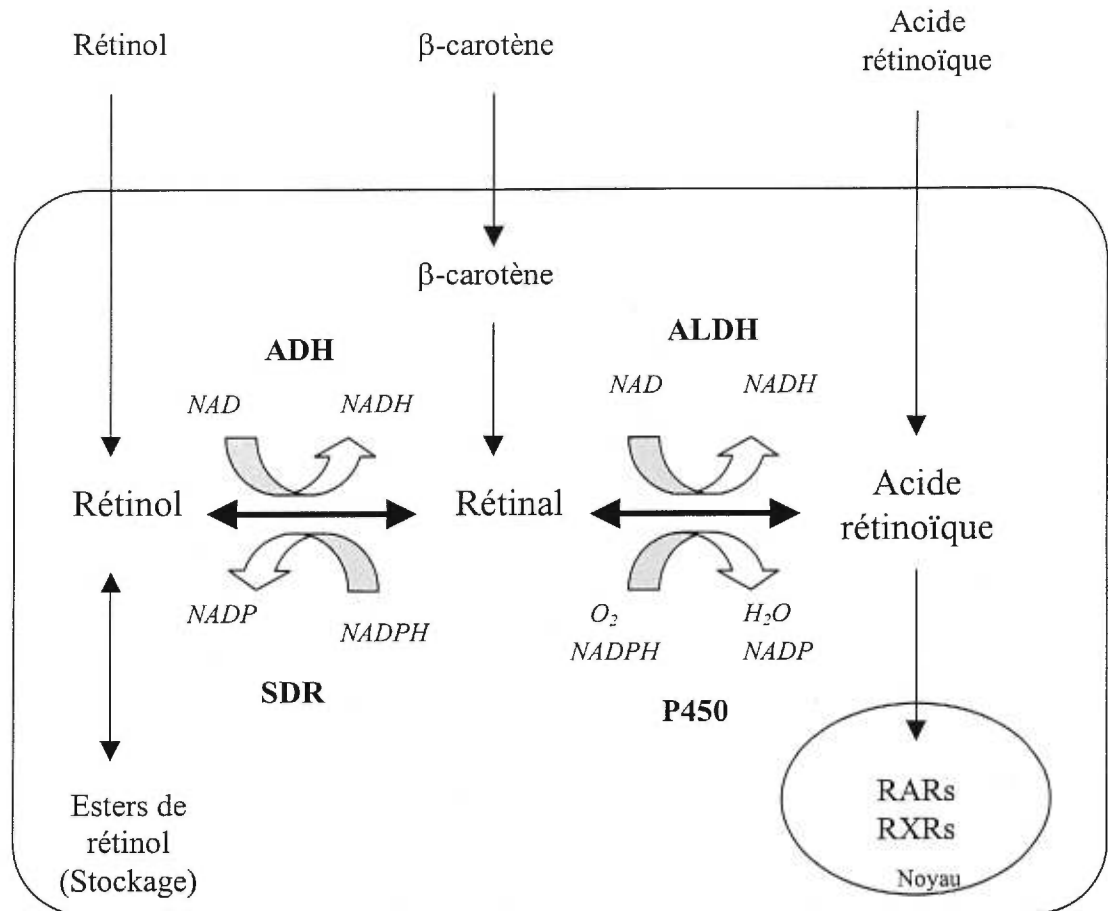 Rétinol
β-carotène
Acide
rétinoïque
β-carotène
ADH
ALDH
NAD
NADH
NAD
NADH
Rétinol
Rétinal
Acide
rétinoïque
NADP
NADPH
O₂
H₂O
NADPH
NADP
SDR
P450
Esters de
rétinol
(Stockage)
RARs
RXRs
Noyau